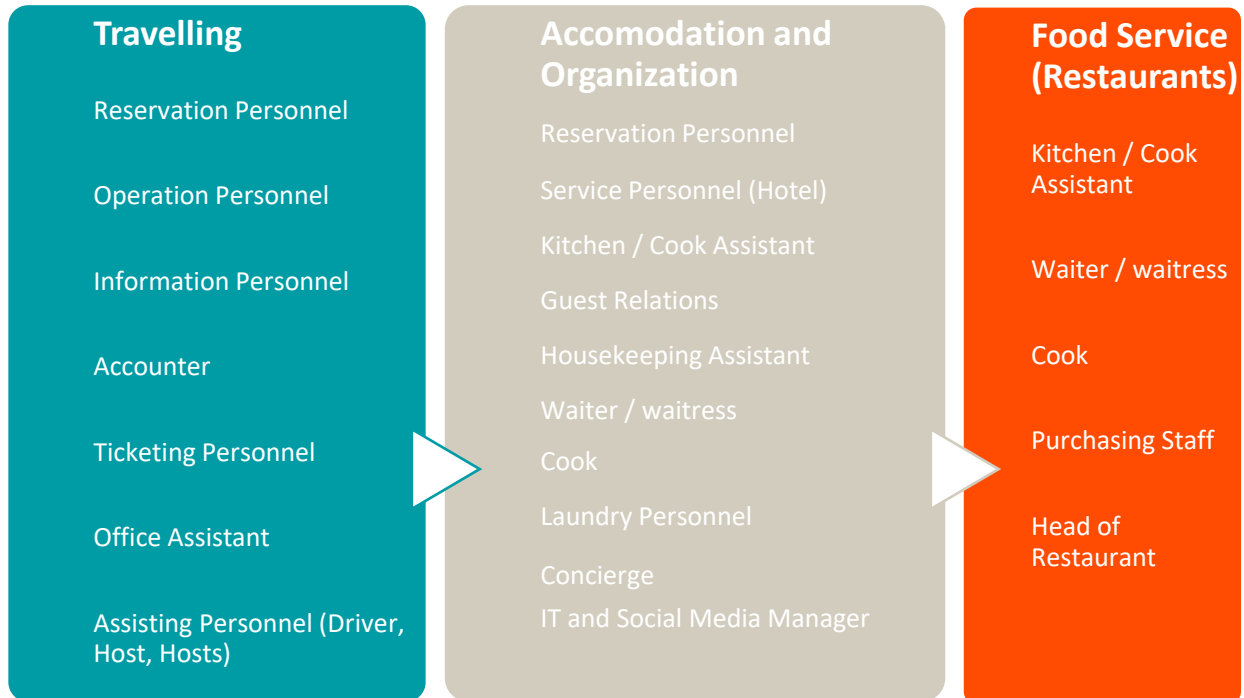 Travelling
Reservation Personnel
Operation Personnel
Information Personnel
Accounter
Ticketing Personnel
Office Assistant
Assisting Personnel (Driver,
Host, Hosts)
Accomodation and
Organization
Reservation Personnel
Service Personnel (Hotel)
Kitchen / Cook Assistant
Guest Relations
Housekeeping Assistant
Waiter / waitress
Cook
Laundry Personnel
Concierge
IT and Social Media Manager
Food Service
(Restaurants)
Kitchen / Cook
Assistant
Waiter / waitress
Cook
Purchasing Staff
Head of
Restaurant